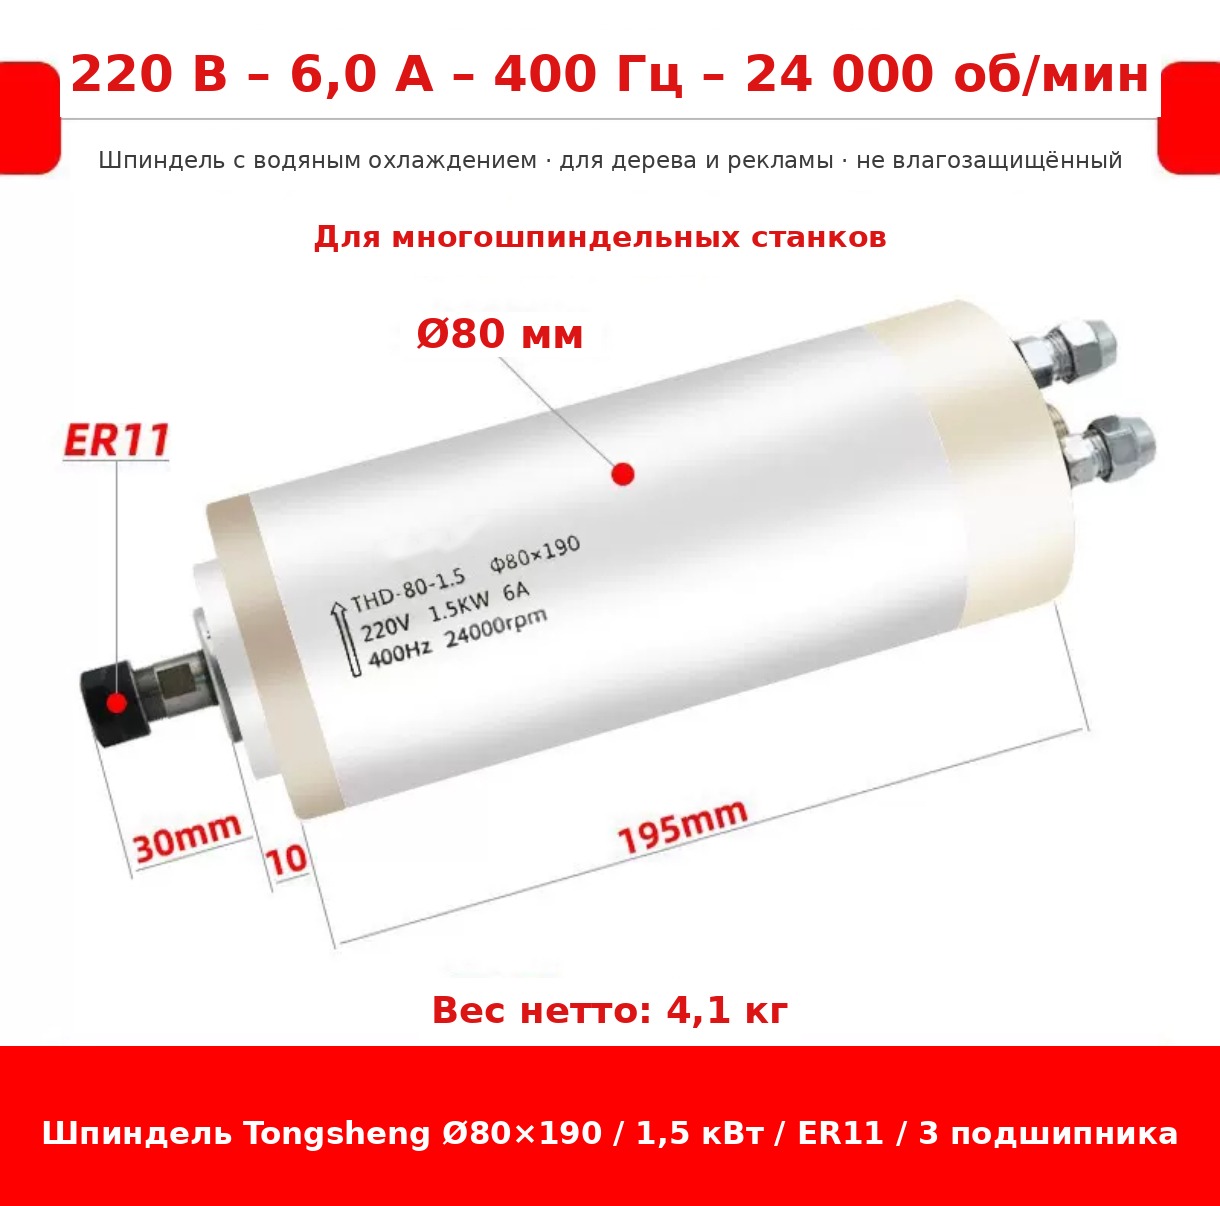 220 В – 6,0 А – 400 Гц – 24 000 об/мин
Шпиндель с водяным охлаждением · для дерева и рекламы · не влагозащищённый
Для многошпиндельных станков
Ø80 мм
ER11
THD-80-1.5 Φ80×190
220V 1.5KW 6A
400Hz 24000rpm
30mm
10
195mm
Вес нетто: 4,1 кг
Шпиндель Tongsheng Ø80×190 / 1,5 кВт / ER11 / 3 подшипника